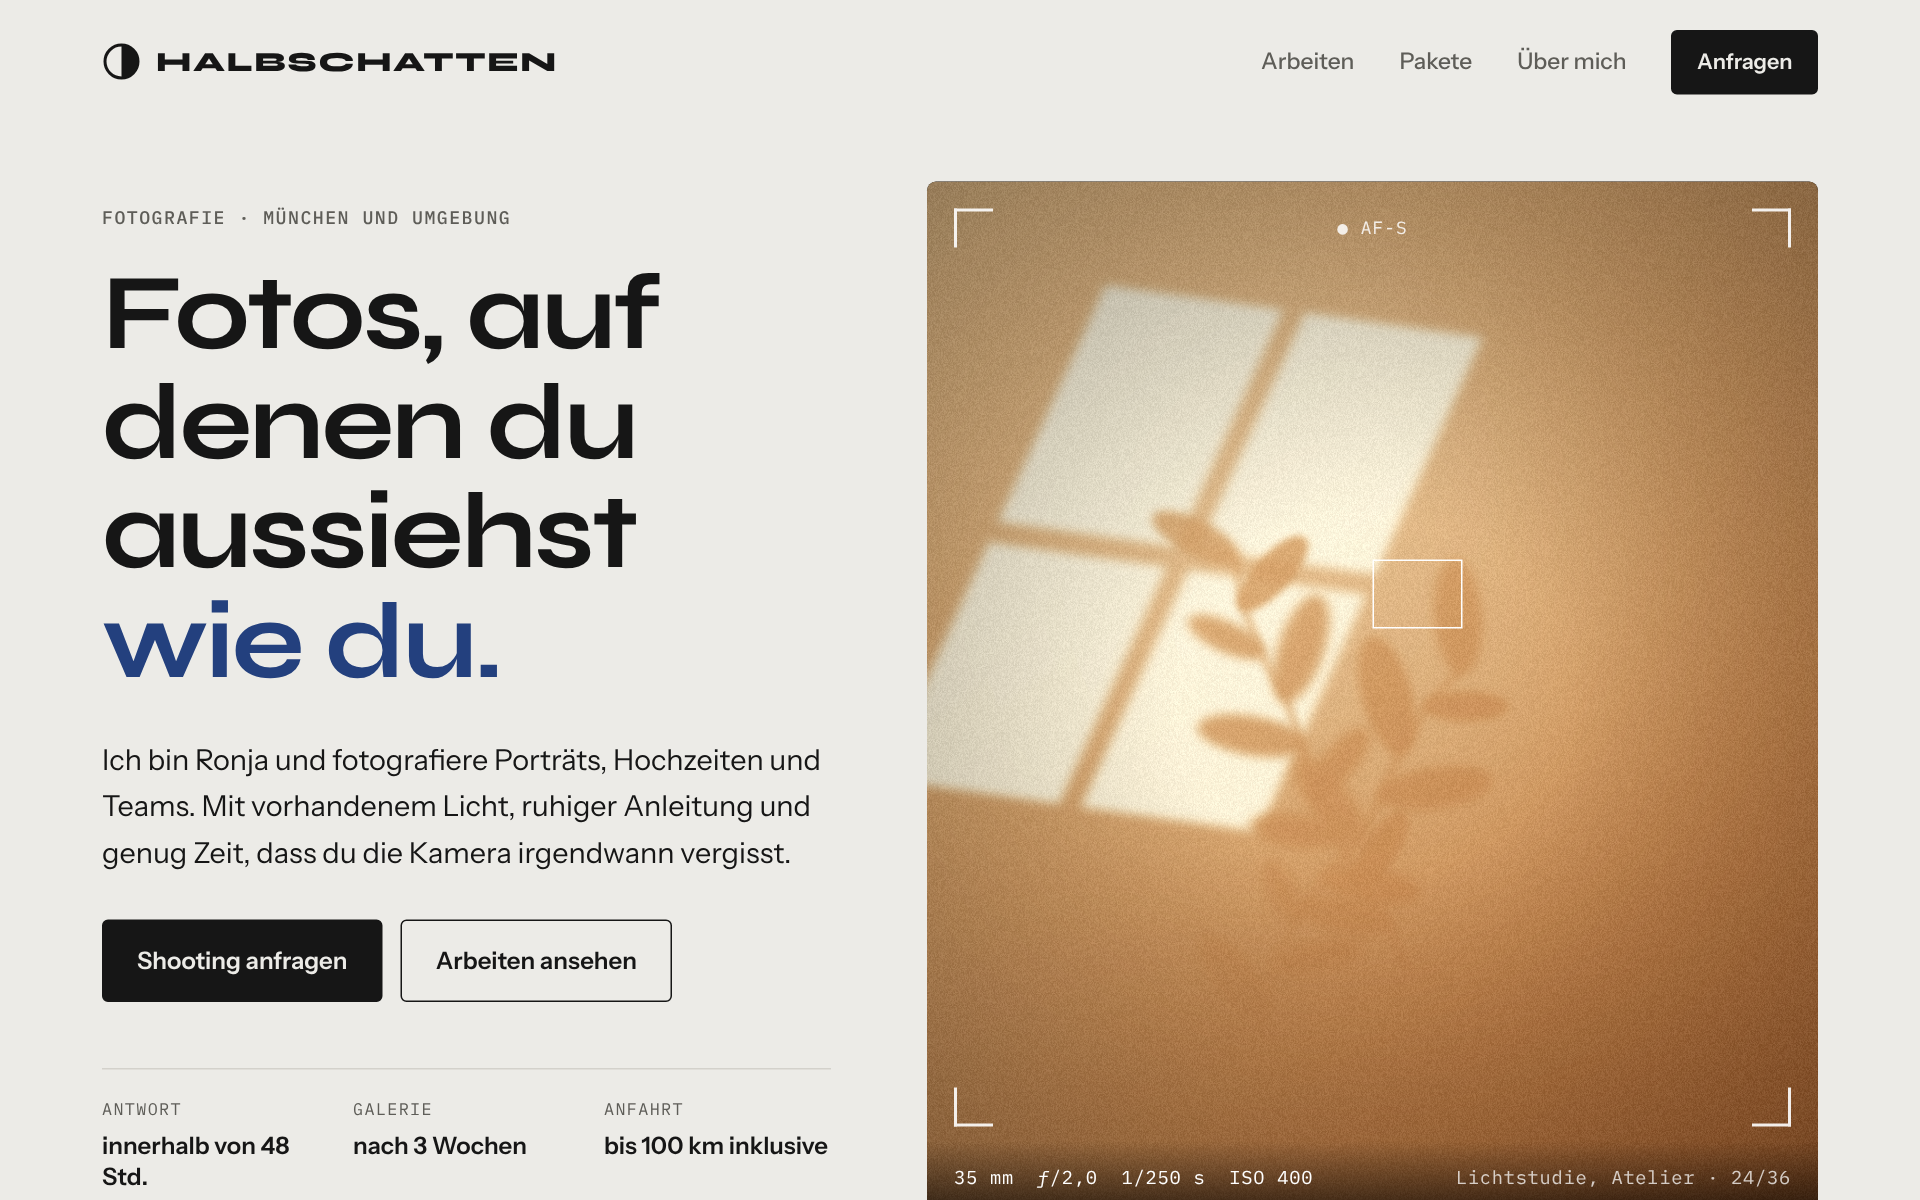 HALBSCHATTEN
Arbeiten
Pakete
Über mich
Anfragen
FOTOGRAFIE · MÜNCHEN UND UMGEBUNG
Fotos, auf
denen du
aussiehst
wie du.
Ich bin Ronja und fotografiere Porträts, Hochzeiten und
Teams. Mit vorhandenem Licht, ruhiger Anleitung und
genug Zeit, dass du die Kamera irgendwann vergisst.
Shooting anfragen
Arbeiten ansehen
ANTWORT
innerhalb von 48
Std.
GALERIE
nach 3 Wochen
ANFAHRT
bis 100 km inklusive
AF-S
35 mm ƒ/2,0 1/250 s ISO 400
Lichtstudie, Atelier · 24/36